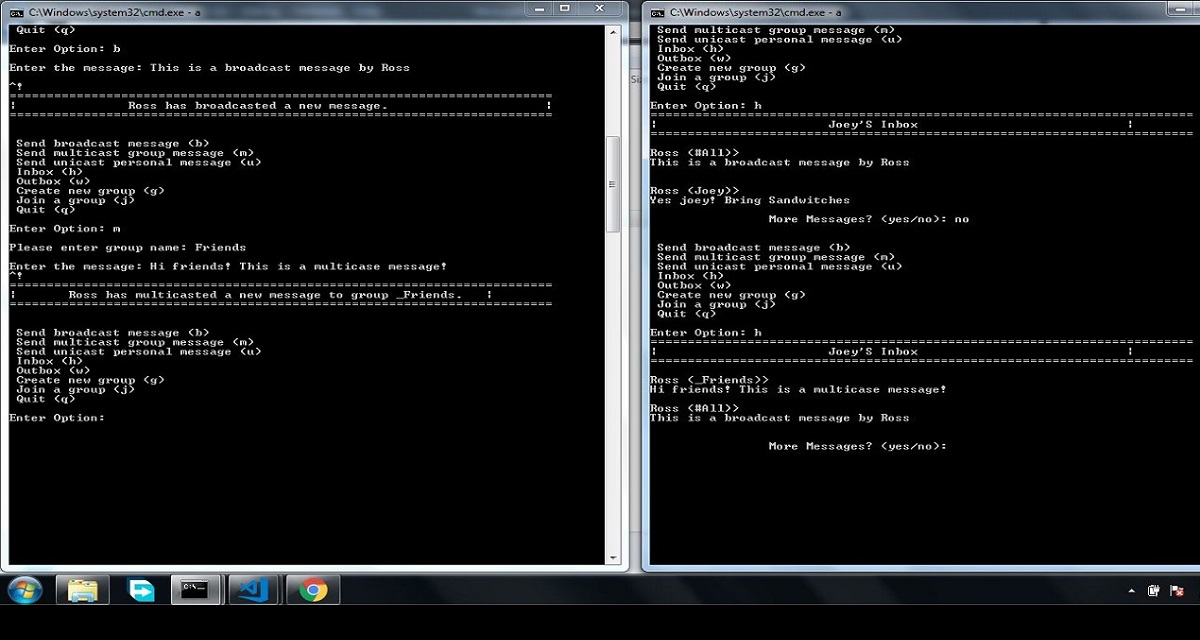 C:\Windows\system32\cmd.exe - a
Quit (q)
Enter Option: b
Enter the message: This is a broadcast message by Ross
^!
==========================================================================
¦ Ross has broadcasted a new message. ¦
==========================================================================
Send broadcast message (b)
Send multicast group message (m)
Send unicast personal message (u)
Inbox (h)
Outbox (w)
Create new group (g)
Join a group (j)
Quit (q)
Enter Option: m
Please enter group name: Friends
Enter the message: Hi friends! This is a multicase message!
^!
==========================================================================
¦ Ross has multicasted a new message to group _Friends. ¦
==========================================================================
Send broadcast message (b)
Send multicast group message (m)
Send unicast personal message (u)
Inbox (h)
Outbox (w)
Create new group (g)
Join a group (j)
Quit (q)
Enter Option:
C:\Windows\system32\cmd.exe - a
Send multicast group message (m)
Send unicast personal message (u)
Inbox (h)
Outbox (w)
Create new group (g)
Join a group (j)
Quit (q)
Enter Option: h
==========================================================================
¦ Joey'S Inbox ¦
==========================================================================
Ross (#All)>
This is a broadcast message by Ross
Ross (Joey)>
Yes joey! Bring Sandwitches
More Messages? (yes/no): no
Send broadcast message (b)
Send multicast group message (m)
Send unicast personal message (u)
Inbox (h)
Outbox (w)
Create new group (g)
Join a group (j)
Quit (q)
Enter Option: h
==========================================================================
¦ Joey'S Inbox ¦
==========================================================================
Ross (_Friends)>
Hi friends! This is a multicase message!
Ross (#All)>
This is a broadcast message by Ross
More Messages? (yes/no):